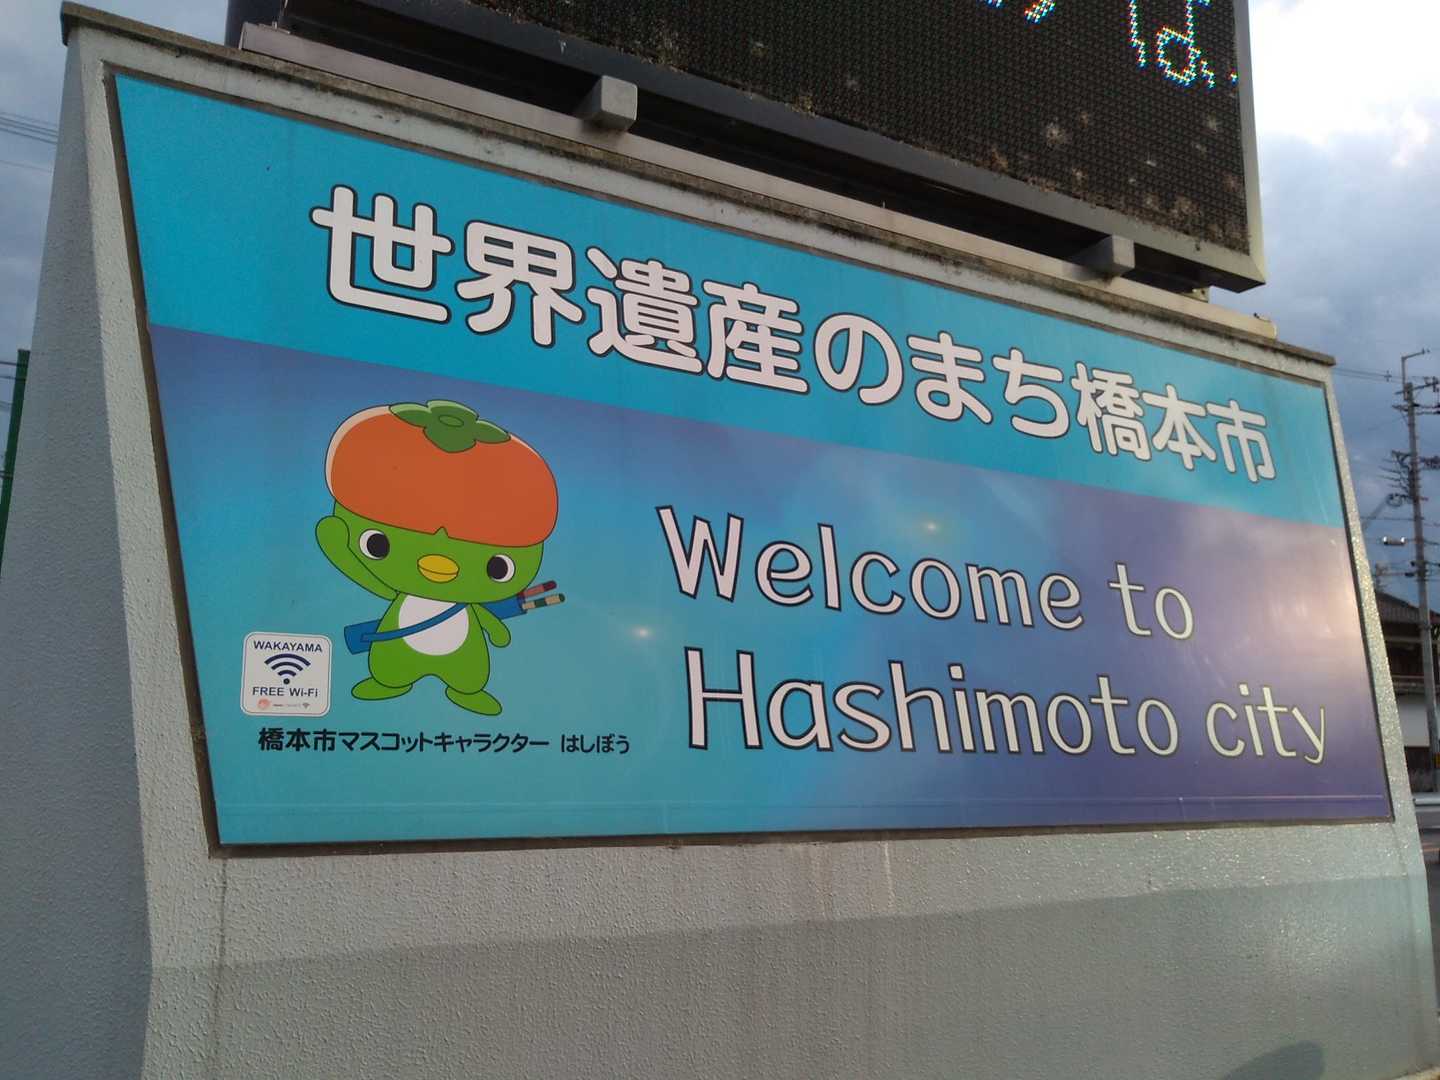 は
世界遺産のまち橋本市
Welcome to
Hashimoto city
WAKAYAMA
FREE Wi-Fi
橋本市マスコットキャラクター はしぼう